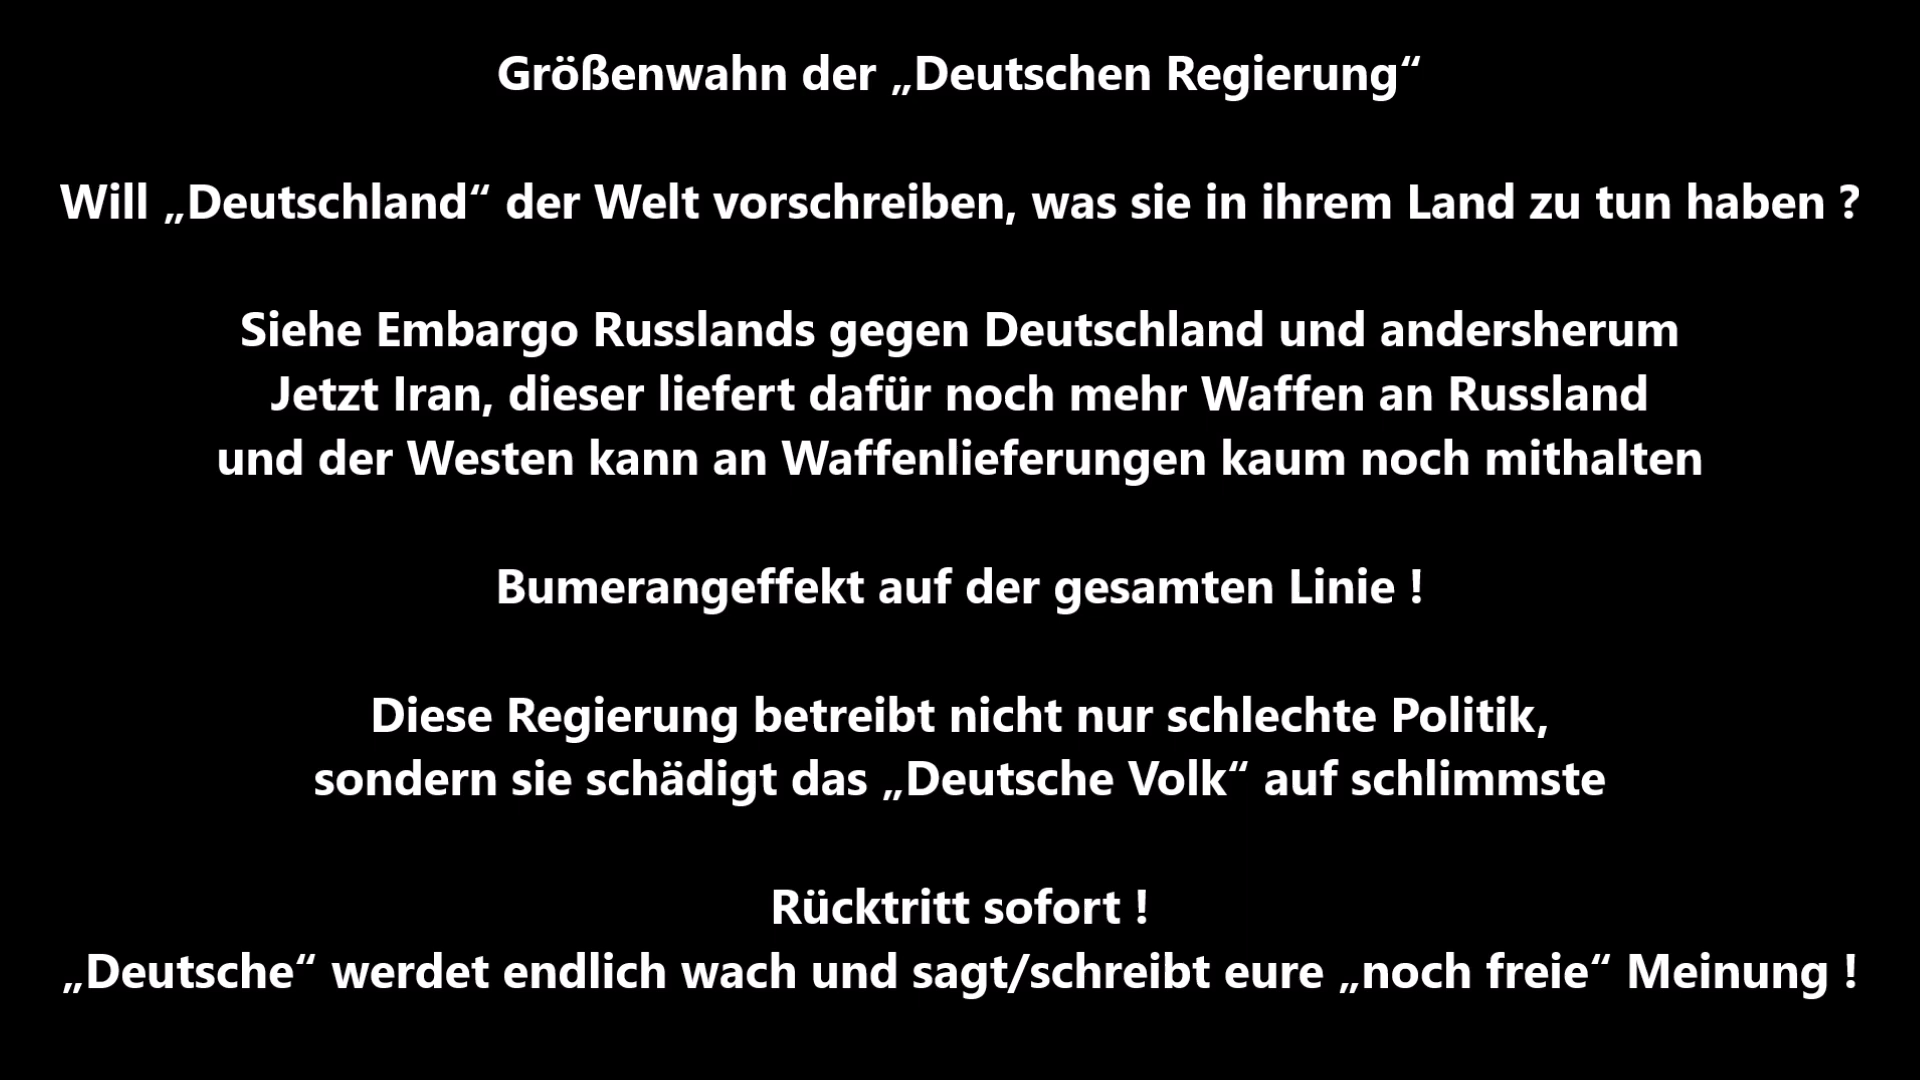 Größenwahn der „Deutschen Regierung“
Will „Deutschland“ der Welt vorschreiben, was sie in ihrem Land zu tun haben ?
Siehe Embargo Russlands gegen Deutschland und andersherum
Jetzt Iran, dieser liefert dafür noch mehr Waffen an Russland
und der Westen kann an Waffenlieferungen kaum noch mithalten
Bumerangeffekt auf der gesamten Linie !
Diese Regierung betreibt nicht nur schlechte Politik,
sondern sie schädigt das „Deutsche Volk“ auf schlimmste
Rücktritt sofort !
„Deutsche“ werdet endlich wach und sagt/schreibt eure „noch freie“ Meinung !